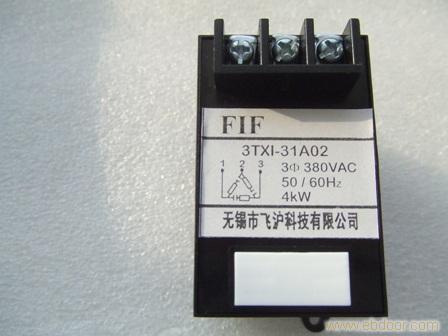 FIF
3TXI-31A02
1 2 3
3Φ 380VAC
50 / 60Hz
4kW
无锡市飞沪科技有限公司
www.ebdoor.com